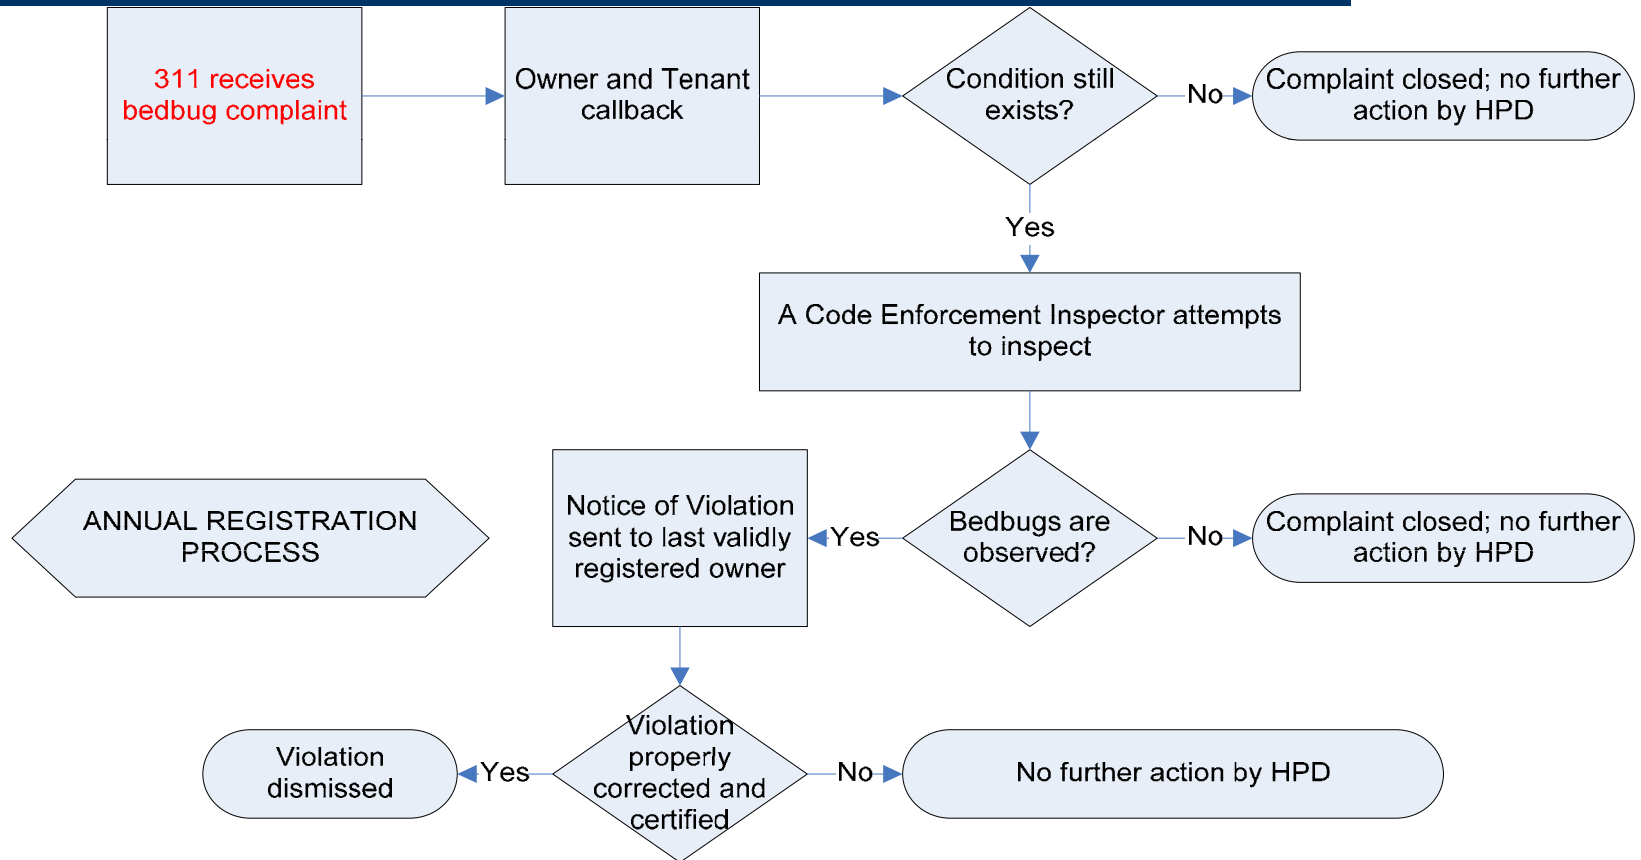 311 receives
bedbug complaint
Owner and Tenant
callback
Condition still
exists?
No
Complaint closed; no further
action by HPD
Yes
A Code Enforcement Inspector attempts
to inspect
ANNUAL REGISTRATION
PROCESS
Notice of Violation
sent to last validly
registered owner
Yes
Bedbugs are
observed?
No
Complaint closed; no further
action by HPD
Violation
dismissed
Yes
Violation
properly
corrected and
certified
No
No further action by HPD